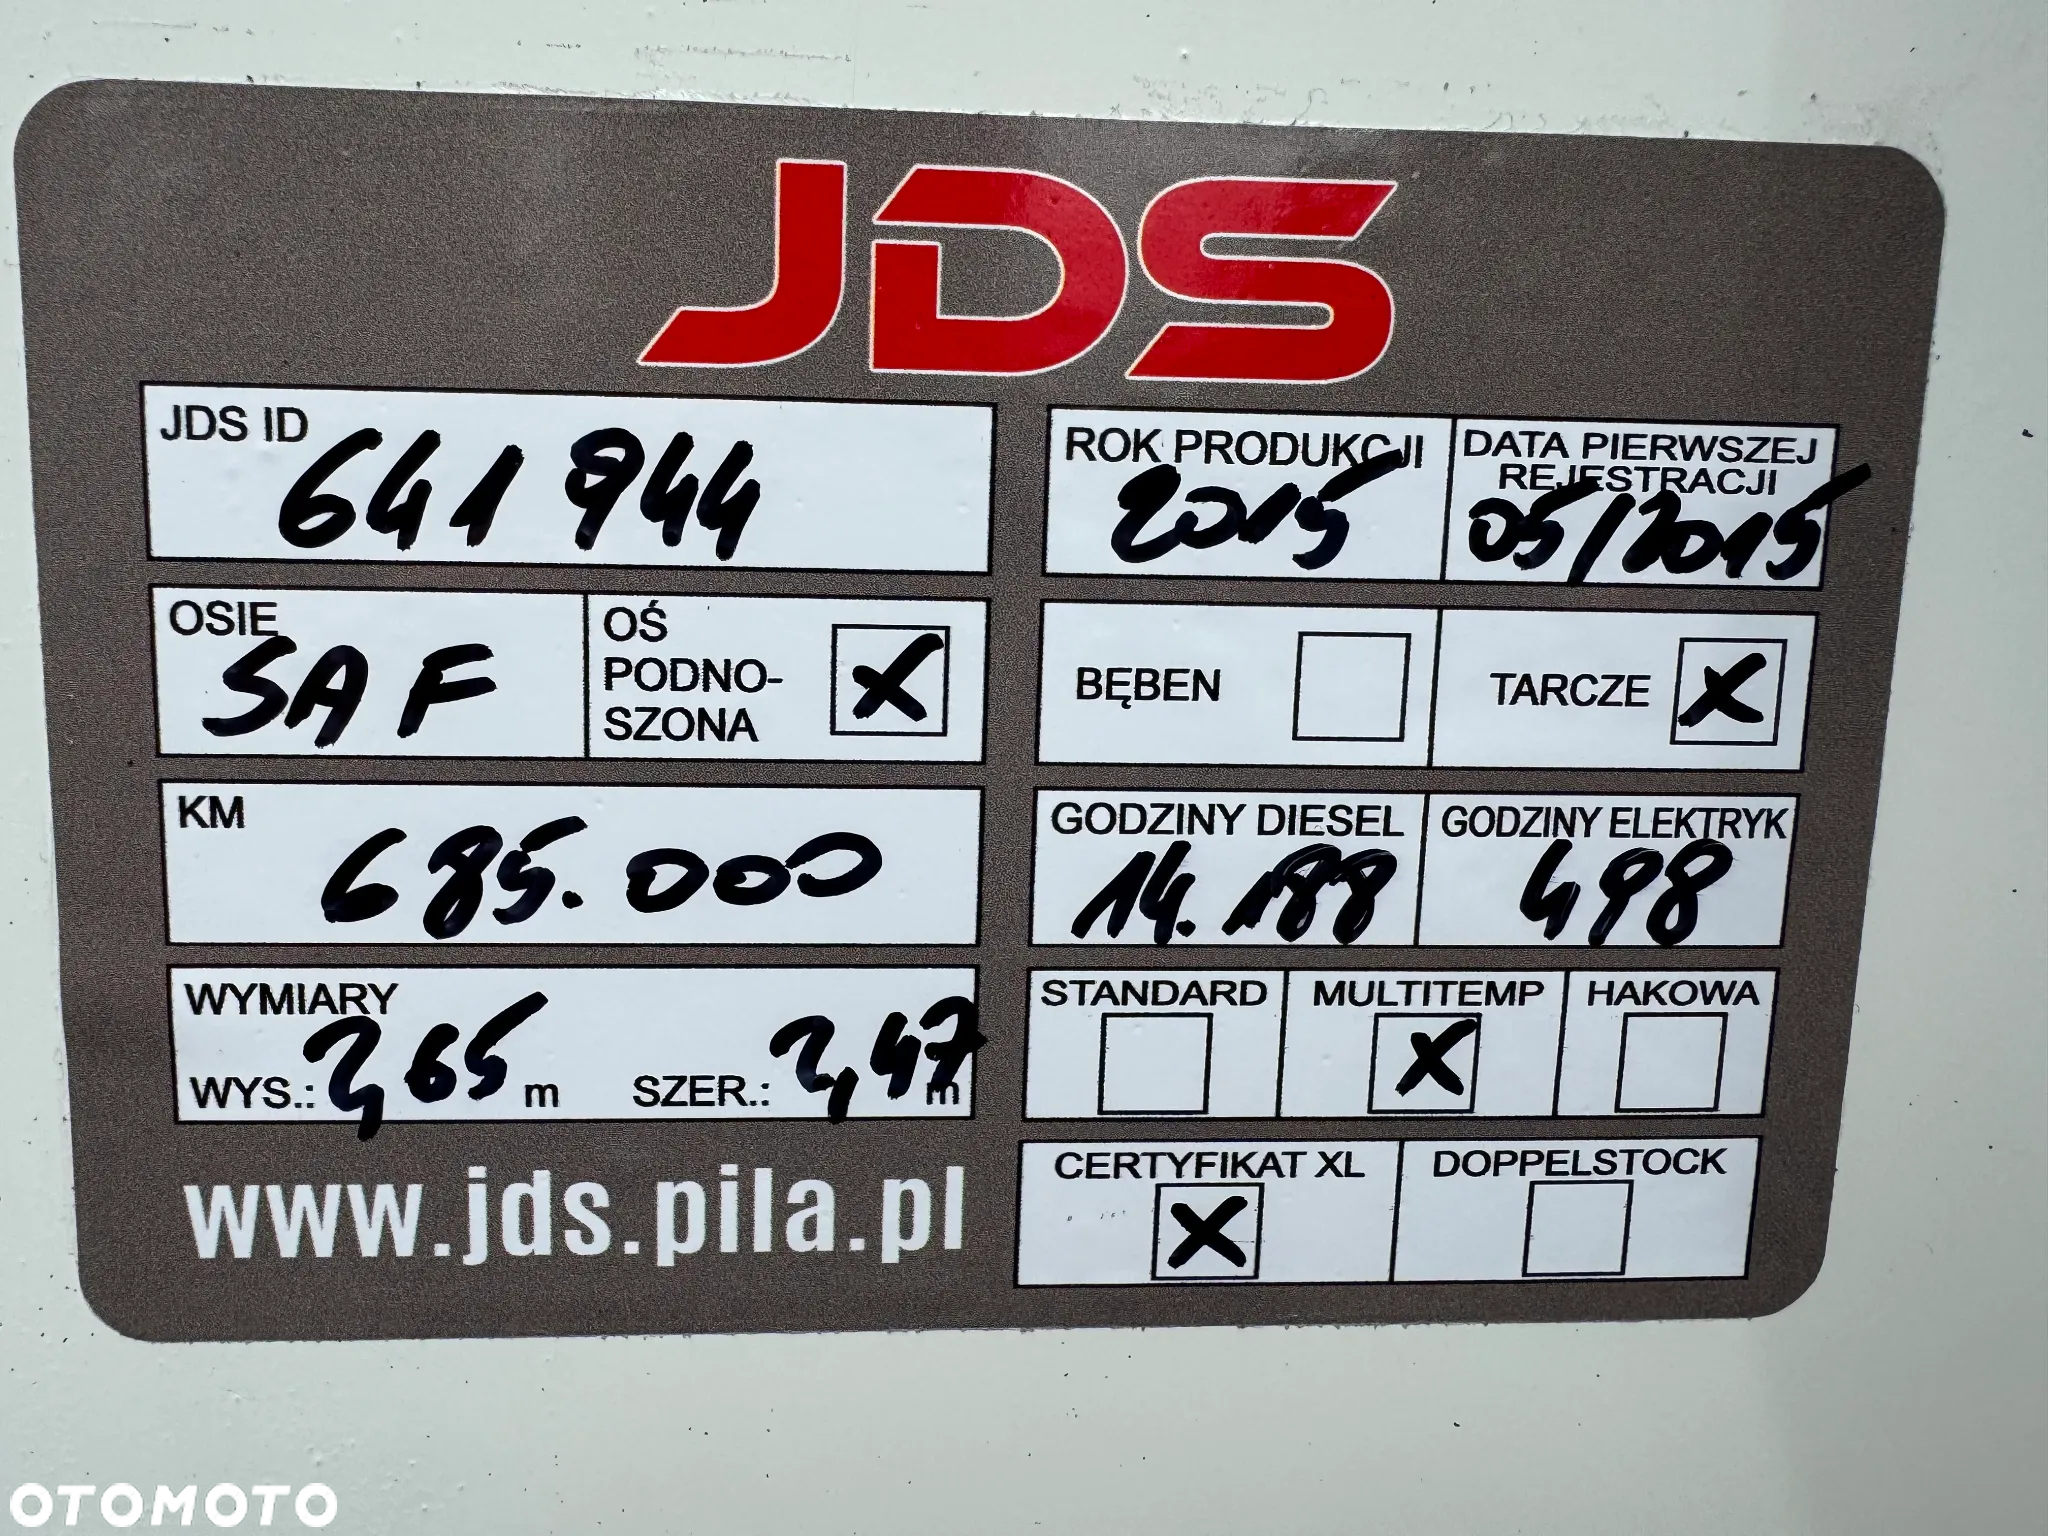 JDS
JDS ID
641944
ROK PRODUKCJI
2015
DATA PIERWSZEJ
REJESTRACJI
05/2015
OSIE
SAF
OŚ
PODNO-
SZONA
X
BĘBEN
TARCZE
X
KM
685.000
GODZINY DIESEL
14.188
GODZINY ELEKTRYK
498
WYMIARY
WYS.: 2,65 m
SZER.: 2,47 m
STANDARD
MULTITEMP
X
HAKOWA
www.jds.pila.pl
CERTYFIKAT XL
X
DOPPELSTOCK
OTOMOTO